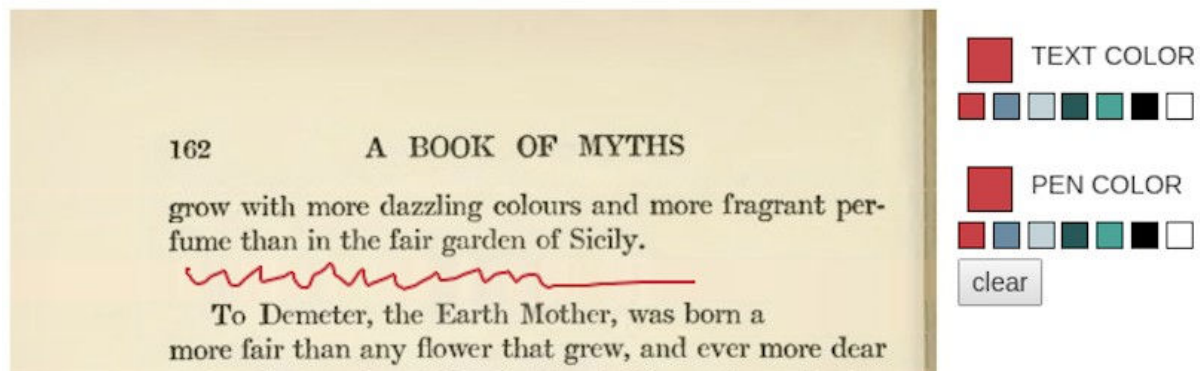 162 A BOOK OF MYTHS
grow with more dazzling colours and more fragrant per-
fume than in the fair garden of Sicily.
To Demeter, the Earth Mother, was born a
more fair than any flower that grew, and ever more dear
TEXT COLOR
PEN COLOR
clear